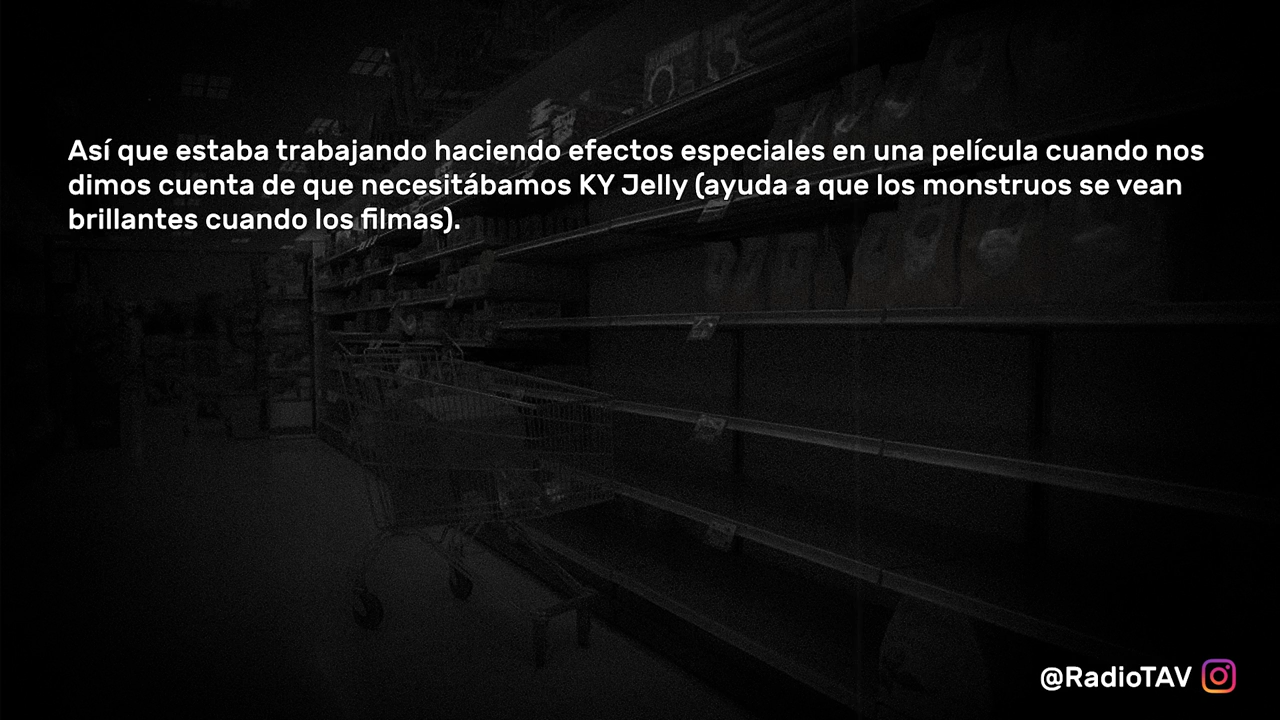 Así que estaba trabajando haciendo efectos especiales en una película cuando nos
dimos cuenta de que necesitábamos KY Jelly (ayuda a que los monstruos se vean
brillantes cuando los filmas).
@RadioTAV